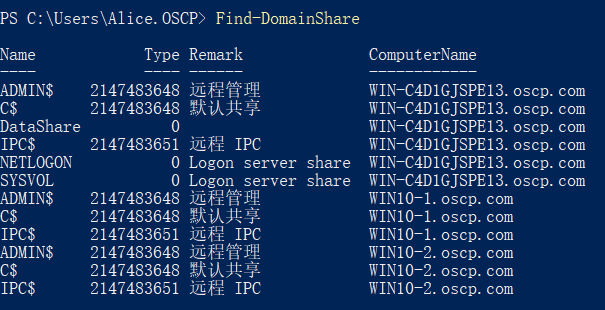 PS C:\Users\Alice.OSCP> Find-DomainShare
Name Type Remark ComputerName
---- ---- ------ ------------
ADMIN$ 2147483648 远程管理 WIN-C4D1GJSPE13.oscp.com
C$ 2147483648 默认共享 WIN-C4D1GJSPE13.oscp.com
DataShare 0 WIN-C4D1GJSPE13.oscp.com
IPC$ 2147483651 远程 IPC WIN-C4D1GJSPE13.oscp.com
NETLOGON 0 Logon server share WIN-C4D1GJSPE13.oscp.com
SYSVOL 0 Logon server share WIN-C4D1GJSPE13.oscp.com
ADMIN$ 2147483648 远程管理 WIN10-1.oscp.com
C$ 2147483648 默认共享 WIN10-1.oscp.com
IPC$ 2147483651 远程 IPC WIN10-1.oscp.com
ADMIN$ 2147483648 远程管理 WIN10-2.oscp.com
C$ 2147483648 默认共享 WIN10-2.oscp.com
IPC$ 2147483651 远程 IPC WIN10-2.oscp.com